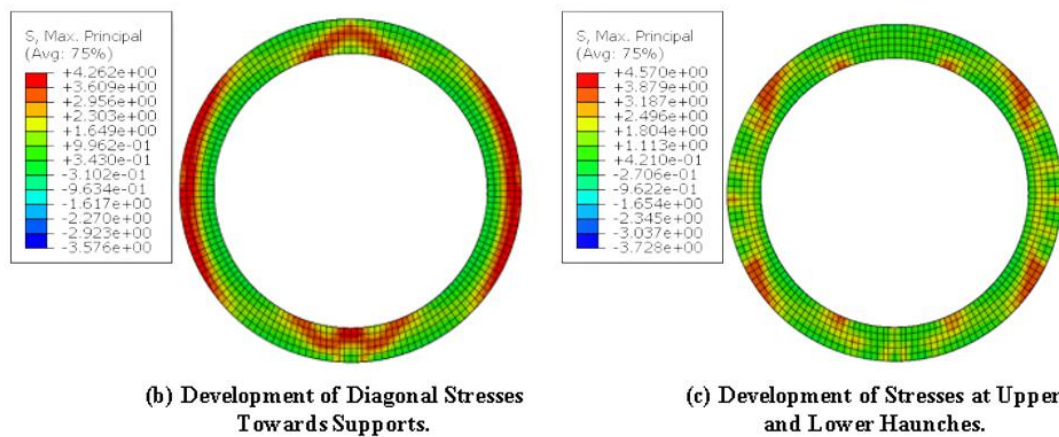 S, Max. Principal
(Avg: 75%)
+4.262e+00
+3.609e+00
+2.956e+00
+2.303e+00
+1.649e+00
+9.962e-01
+3.430e-01
-3.102e-01
-9.634e-01
-1.617e+00
-2.270e+00
-2.923e+00
-3.576e+00
(b) Development of Diagonal Stresses
Towards Supports.
S, Max. Principal
(Avg: 75%)
+4.570e+00
+3.879e+00
+3.187e+00
+2.496e+00
+1.804e+00
+1.113e+00
+4.210e-01
-2.706e-01
-9.622e-01
-1.654e+00
-2.345e+00
-3.037e+00
-3.728e+00
(c) Development of Stresses at Upper
and Lower Haunches.